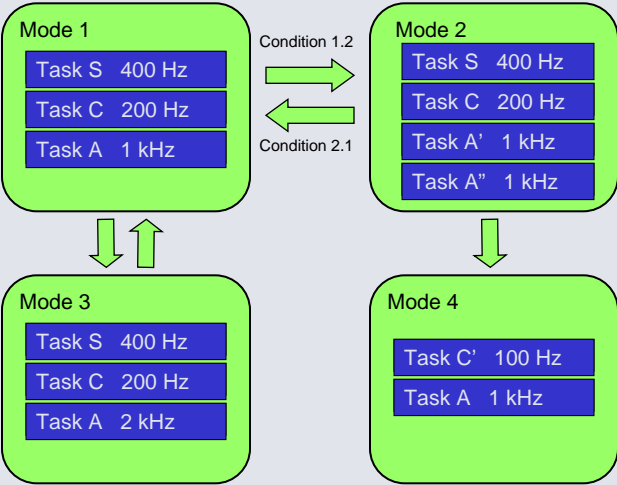 Mode 1
Task S 400 Hz
Task C 200 Hz
Task A 1 kHz
Condition 1.2
Condition 2.1
Mode 2
Task S 400 Hz
Task C 200 Hz
Task A' 1 kHz
Task A” 1 kHz
Mode 3
Task S 400 Hz
Task C 200 Hz
Task A 2 kHz
Mode 4
Task C' 100 Hz
Task A 1 kHz